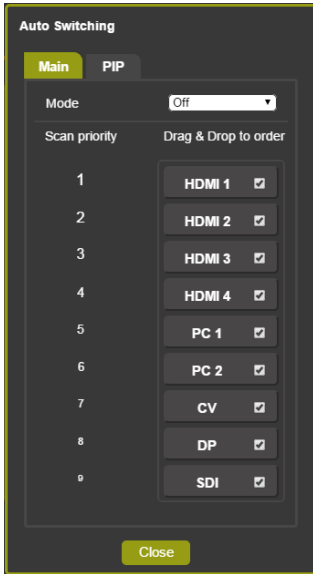 Auto Switching
Main PIP
Mode Off
Scan priority Drag & Drop to order
1 HDMI 1
2 HDMI 2
3 HDMI 3
4 HDMI 4
5 PC 1
6 PC 2
7 CV
8 DP
9 SDI
Close